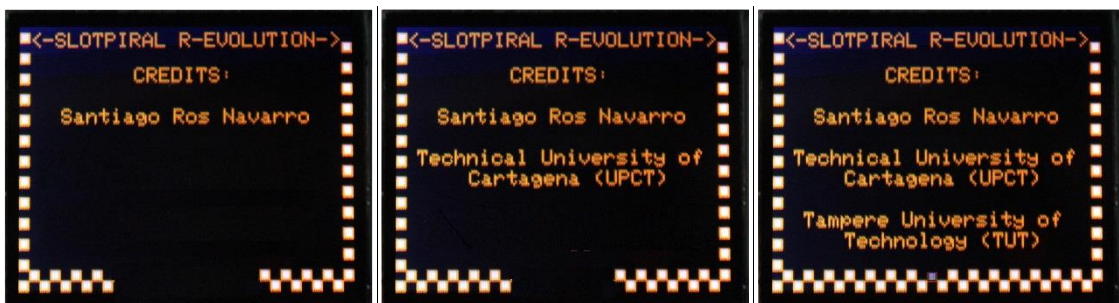 <-SLOTPIRAL R-EVOLUTION->
CREDITS:
Santiago Ros Navarro
<-SLOTPIRAL R-EVOLUTION->
CREDITS:
Santiago Ros Navarro
Technical University of
Cartagena (UPCT)
<-SLOTPIRAL R-EVOLUTION->
CREDITS:
Santiago Ros Navarro
Technical University of
Cartagena (UPCT)
Tampere University of
Technology (TUT)